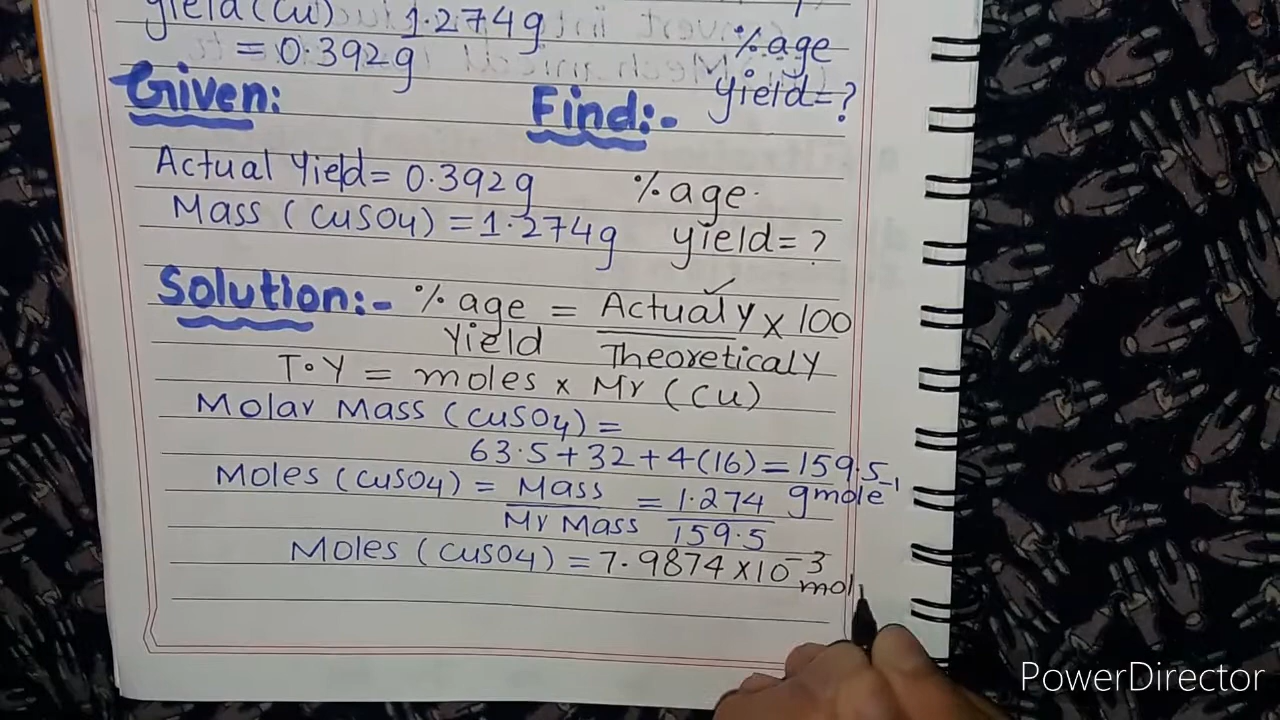 yield (Cu) 1.274g
= 0.392g %age
yield=?
Given: Find:-
Actual Yield= 0.392g %age.
Mass (CuSO4) = 1.274g yield= ?
Solution:- %age = Actual y x 100
Yield Theoretical y
T.Y = moles x Mr (Cu)
Molar Mass (CuSO4) =
63.5+32+4(16) = 159.5
gmole-1
Moles (CuSO4) = Mass = 1.274
Mr Mass 159.5
Moles (CuSO4) = 7.9874 x10-3
mol
PowerDirector